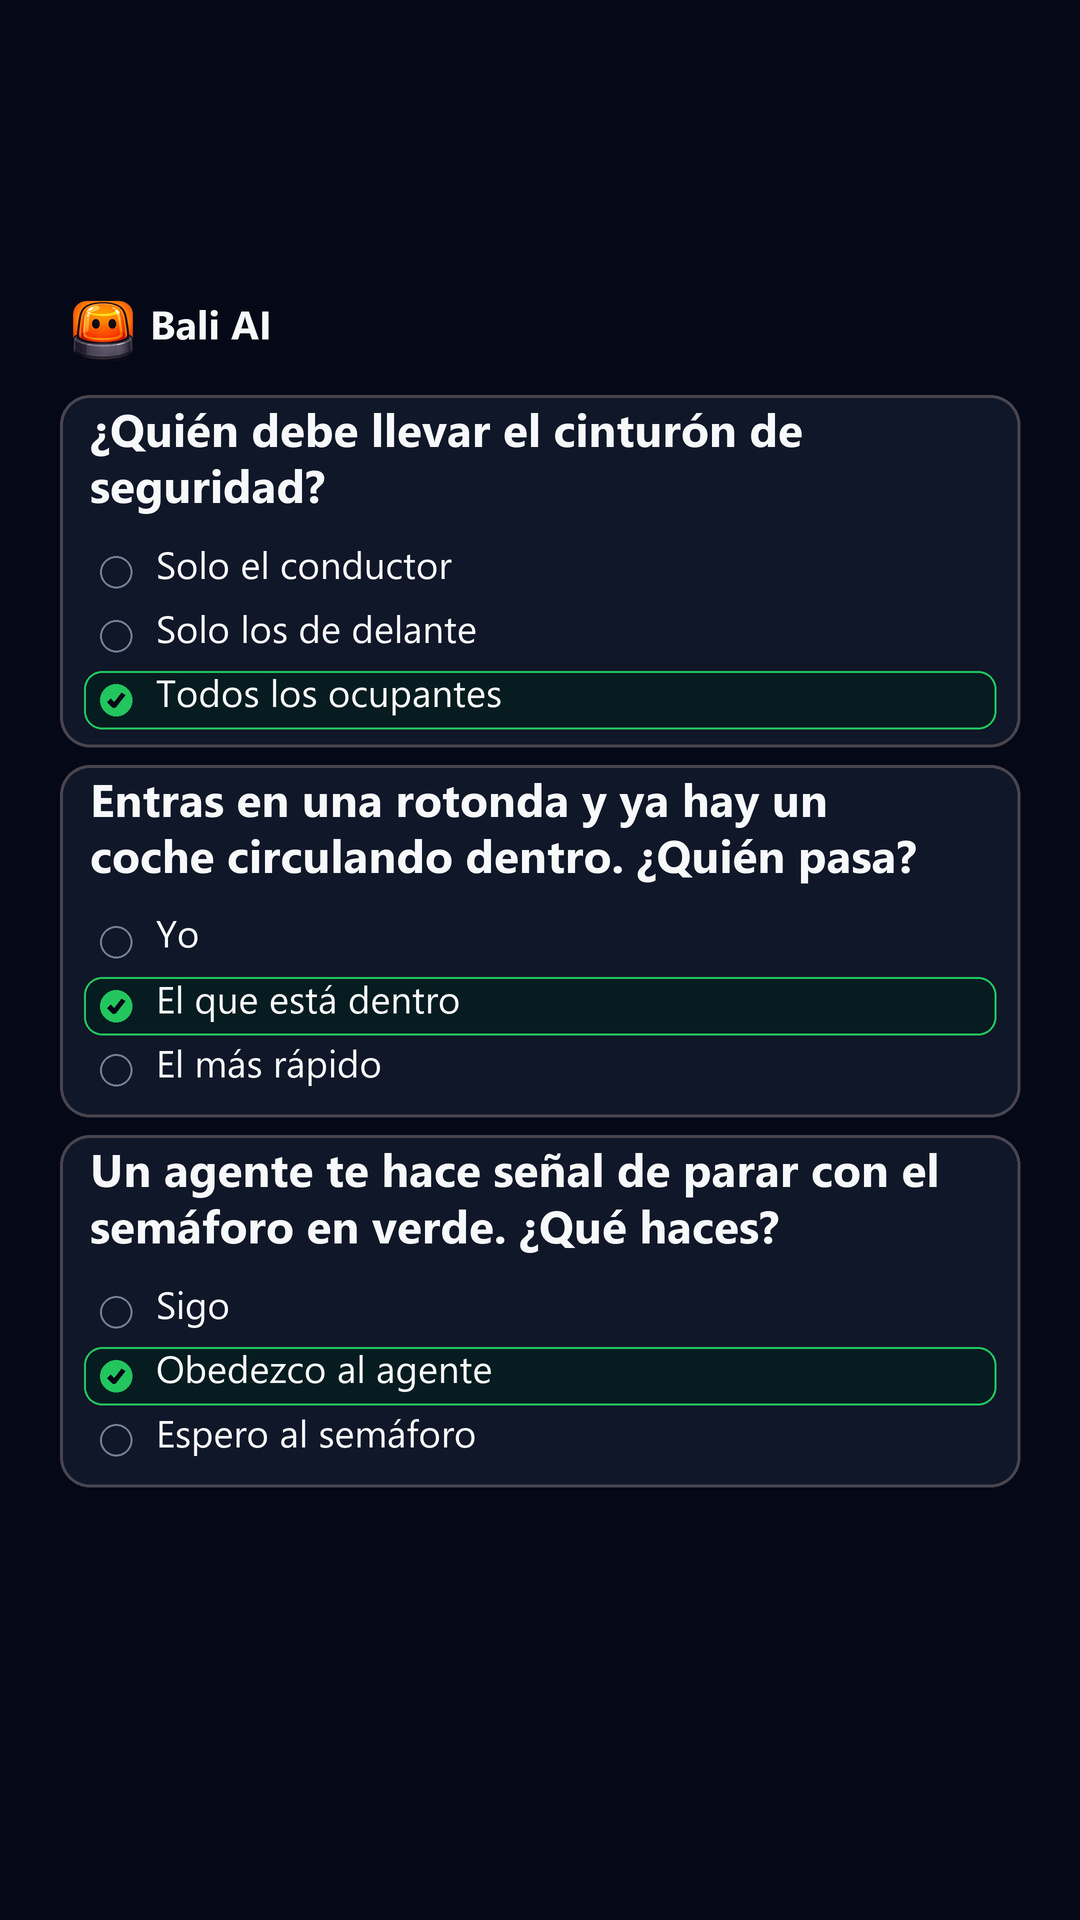 Bali AI
¿Quién debe llevar el cinturón de
seguridad?
Solo el conductor
Solo los de delante
Todos los ocupantes
Entras en una rotonda y ya hay un
coche circulando dentro. ¿Quién pasa?
Yo
El que está dentro
El más rápido
Un agente te hace señal de parar con el
semáforo en verde. ¿Qué haces?
Sigo
Obedezco al agente
Espero al semáforo